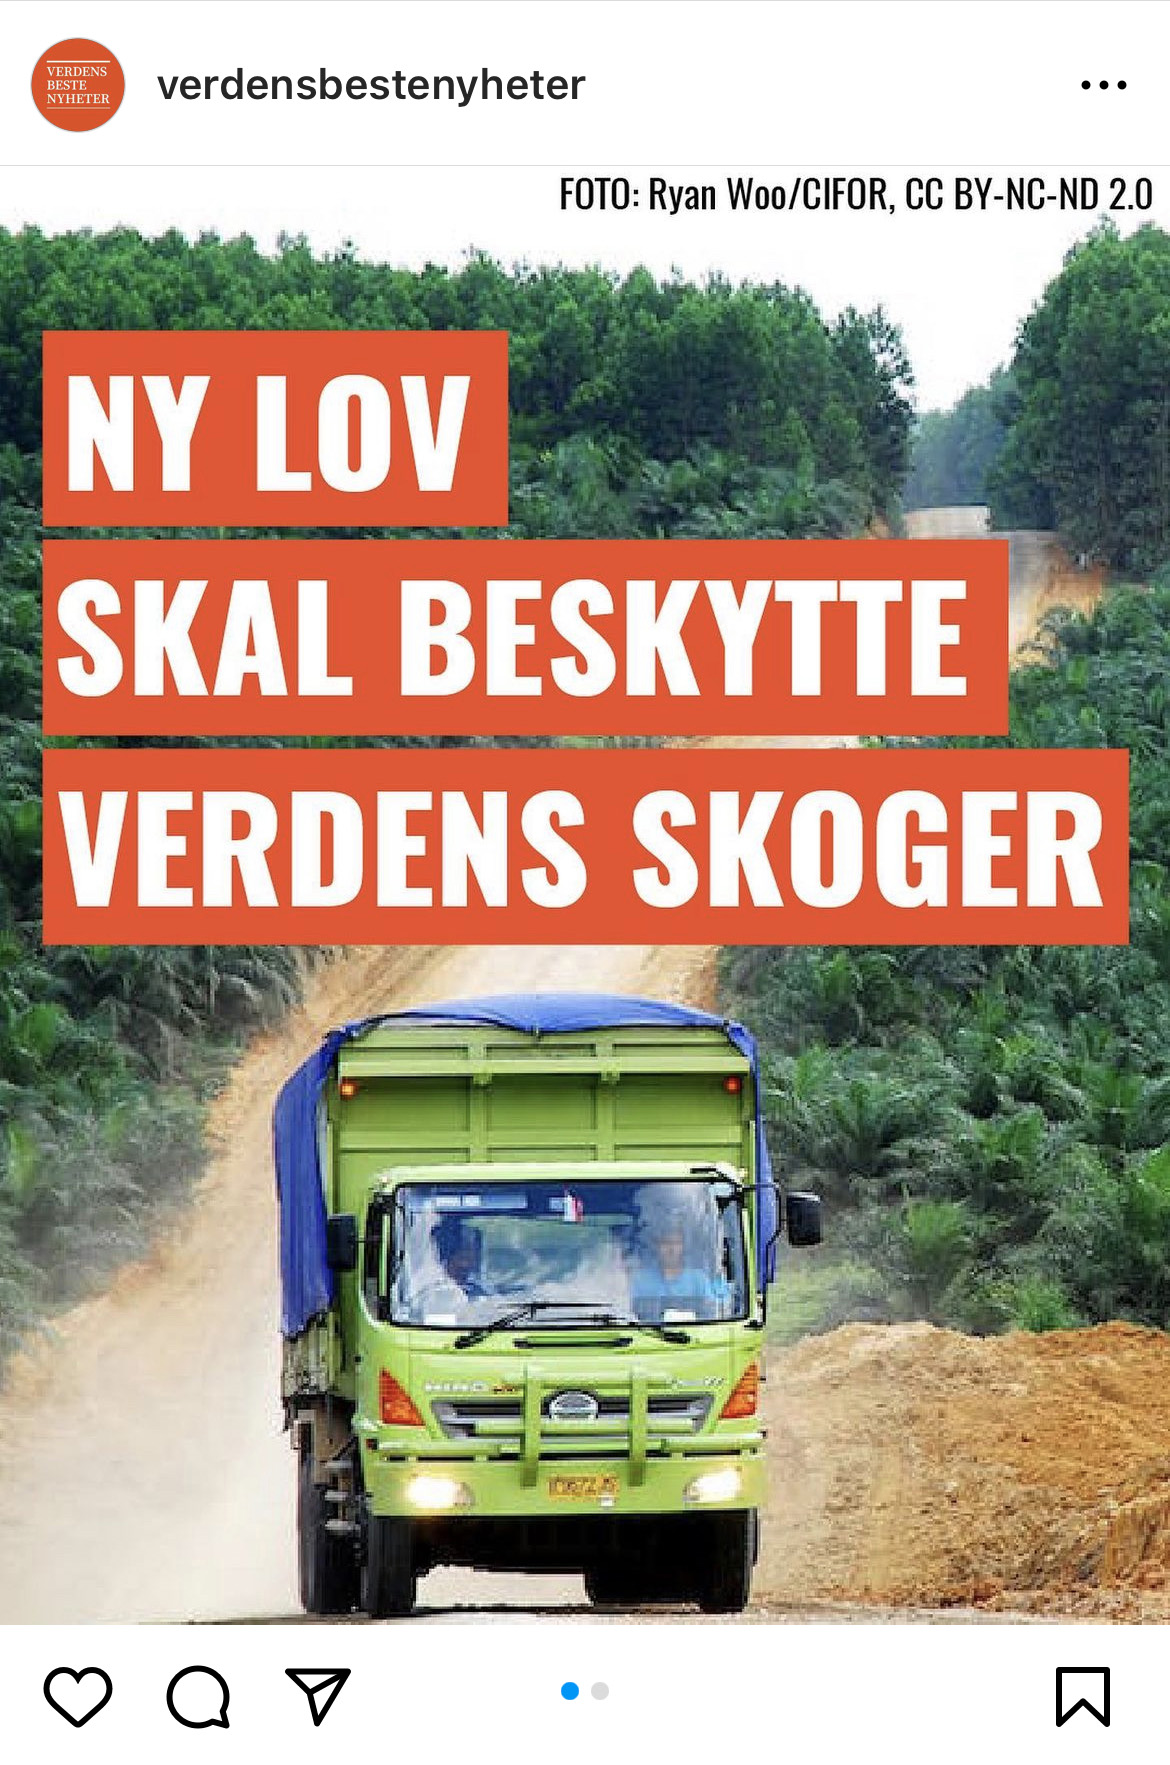 VERDENS
BESTE
NYHETER
verdensbestenyheter
FOTO: Ryan Woo/CIFOR, CC BY-NC-ND 2.0
NY LOV
SKAL BESKYTTE
VERDENS SKOGER
HINO